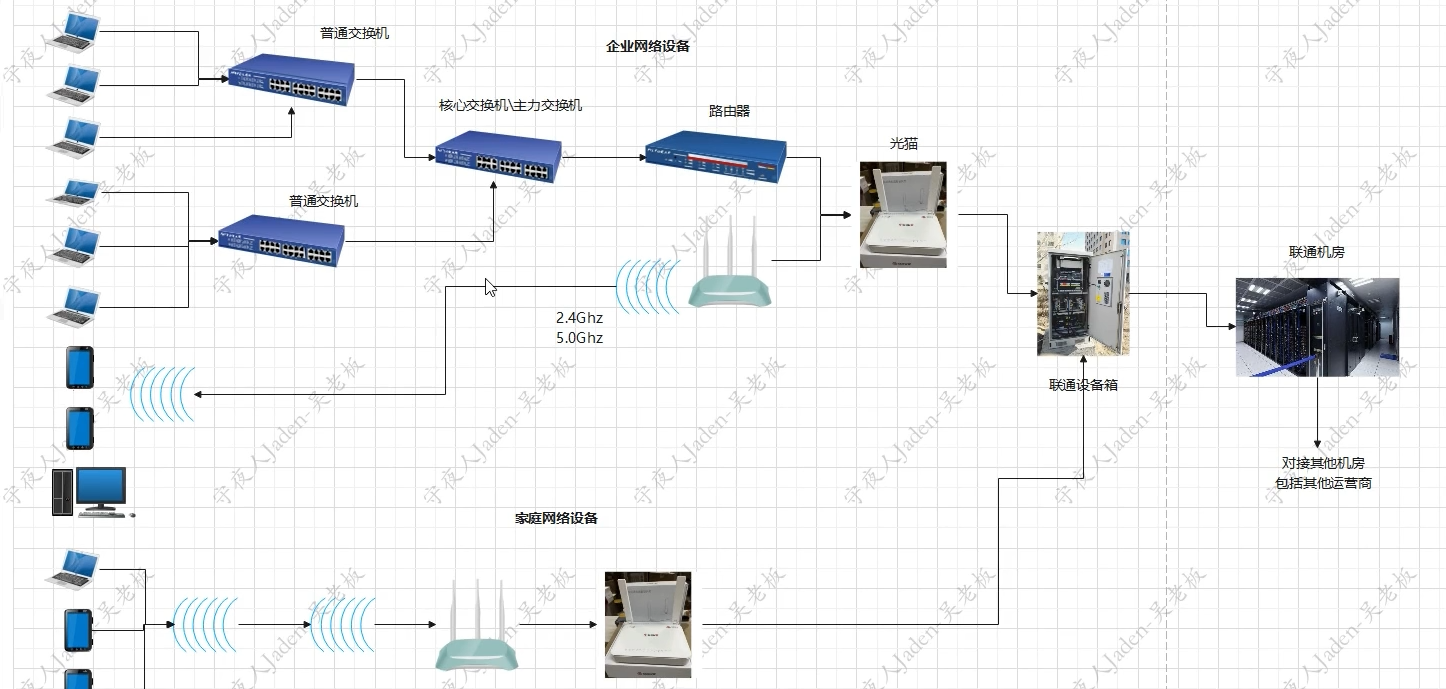 普通交换机
企业网络设备
核心交换机\主力交换机
路由器
光猫
普通交换机
联通机房
2.4Ghz
5.0Ghz
联通设备箱
对接其他机房
包括其他运营商
家庭网络设备
守夜人Jaden-吴老板